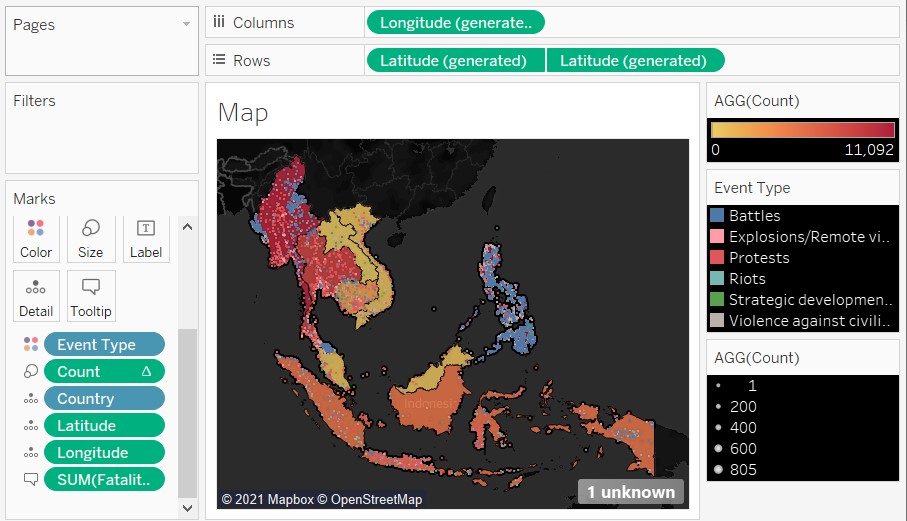 Pages
Columns
Longitude (generate..
Rows
Latitude (generated)
Latitude (generated)
Filters
Marks
Color
Size
T
Label
Detail
Tooltip
Event Type
Count Δ
Country
Latitude
Longitude
SUM(Fatalit..
Map
Indonesi
© 2021 Mapbox © OpenStreetMap
1 unknown
AGG(Count)
0 11,092
Event Type
Battles
Explosions/Remote vi..
Protests
Riots
Strategic developmen..
Violence against civili..
AGG(Count)
1
200
400
600
805